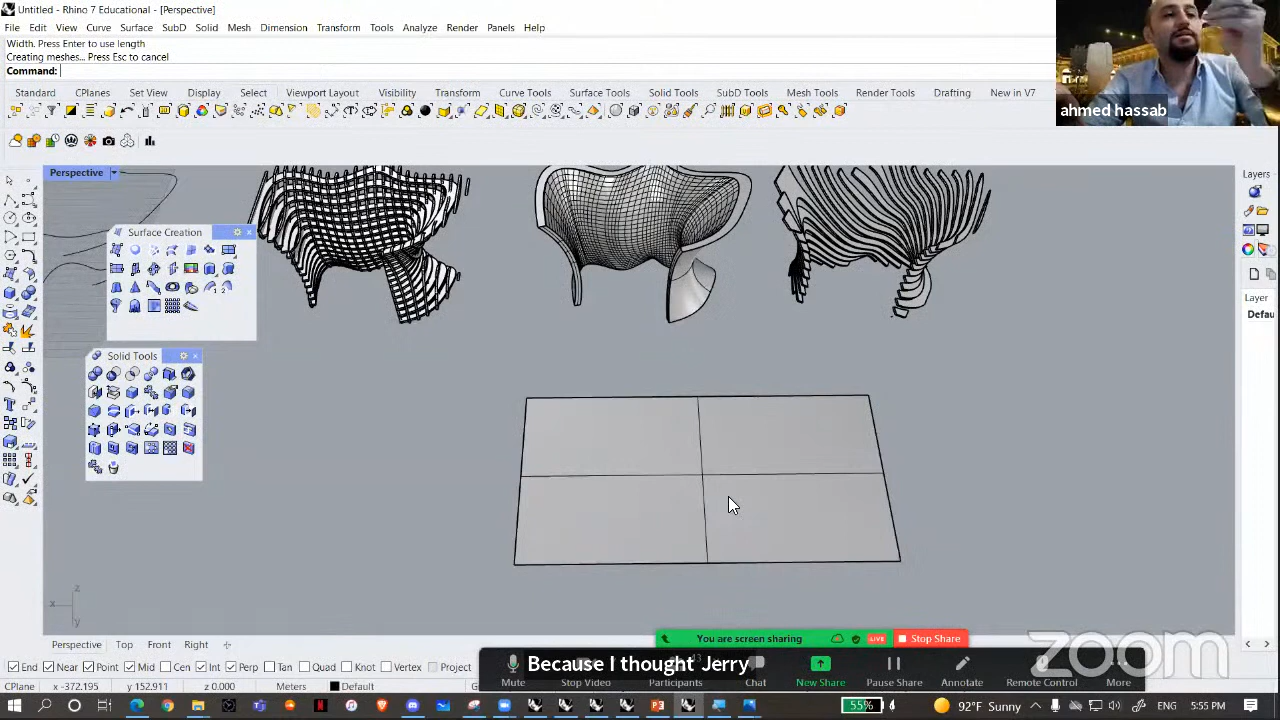 Untitled - Rhino 7 Educational - [Perspective]
File Edit View Curve Surface SubD Solid Mesh Dimension Transform Tools Analyze Render Panels Help
Width. Press Enter to use length
Creating meshes... Press Esc to cancel
Command:
Standard CPlanes Set View Display Select Viewport Layout Visibility Transform Curve Tools Surface Tools Solid Tools SubD Tools Mesh Tools Render Tools Drafting New in V7
ahmed hassab
Perspective
Layers
Surface Creation
Layer
Defau
Solid Tools
z
x
y
Perspective Top Front Right
You are screen sharing LIVE Stop Share
zoom
End Near Point Mid Cen Int Perp Tan Quad Knot Vertex Project
Because I thought Jerry
Mute Stop Video Participants Chat New Share Pause Share Annotate Remote Control More
CPlane x -372.195 y 152.911 z 0.000 Meters Default
55% 92°F Sunny 5:55 PM